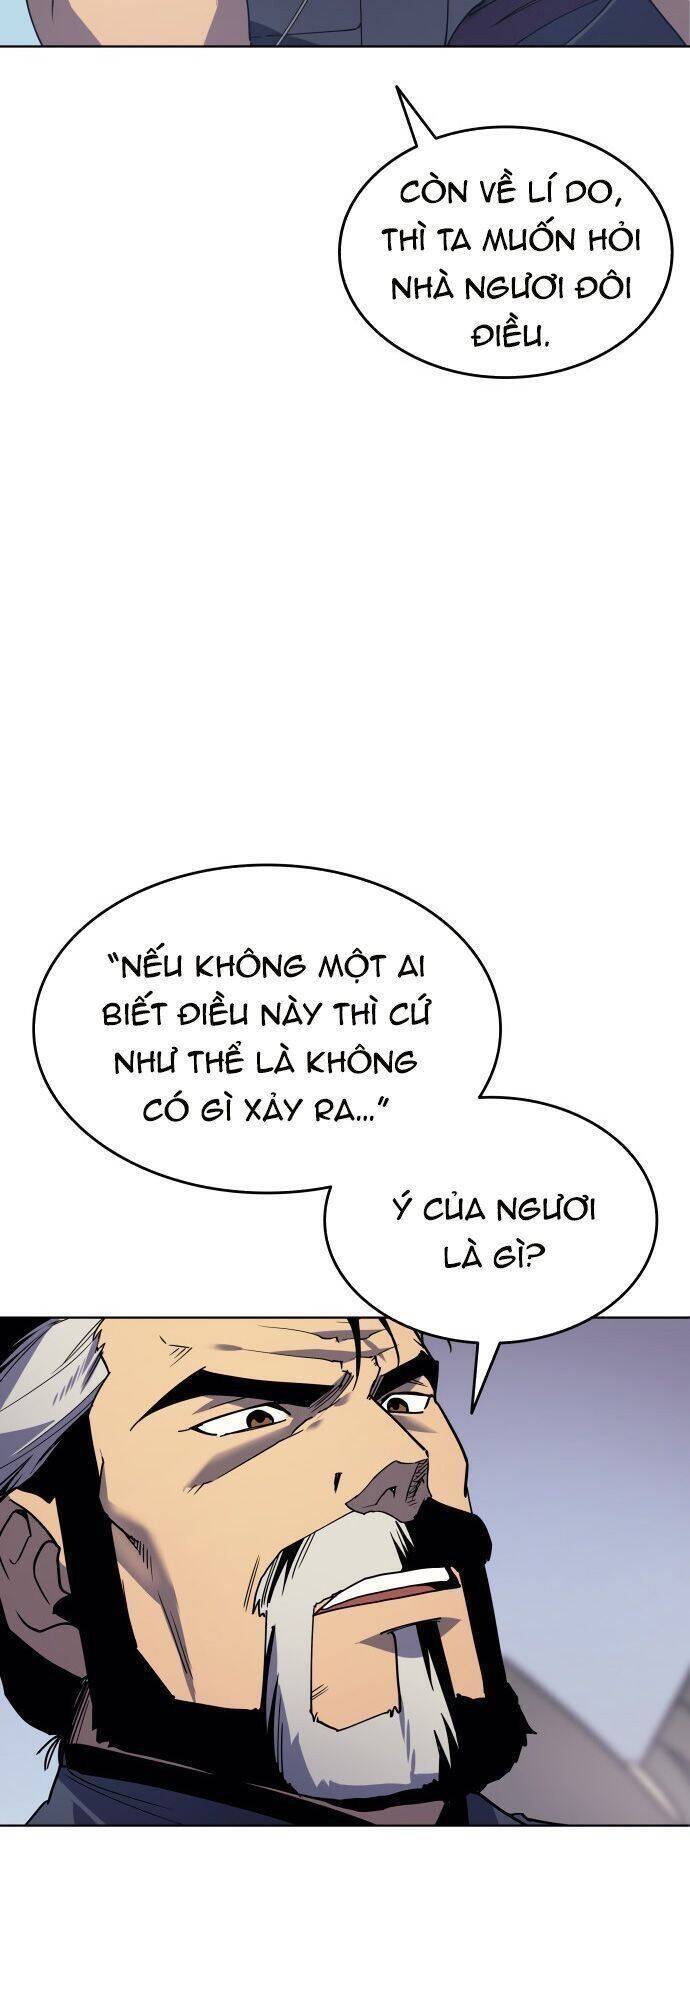 CÒN VỀ LÍ DO,
THÌ TA MUỐN HỎI
NHÀ NGƯƠI ĐÔI
ĐIỀU.
"NẾU KHÔNG MỘT AI
BIẾT ĐIỀU NÀY THÌ CỨ
NHƯ THỂ LÀ KHÔNG
CÓ GÌ XẢY RA..."
Ý CỦA NGƯƠI
LÀ GÌ?